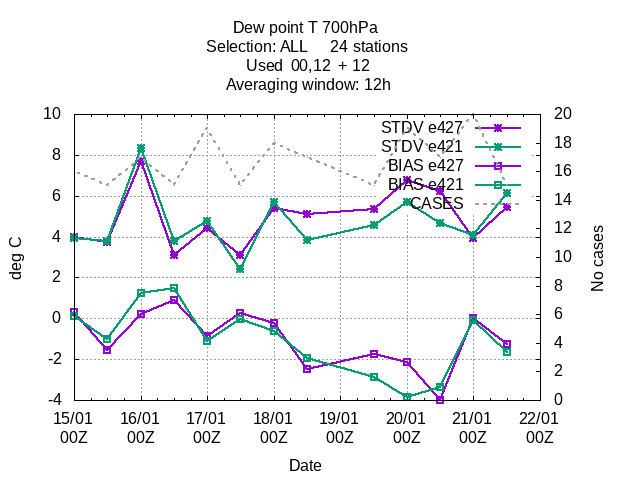 Dew point T 700hPa
Selection: ALL 24 stations
Used 00,12 + 12
Averaging window: 12h
10
8
6
4
2
0
-2
-4
deg C
20
18
16
14
12
10
8
6
4
2
0
No cases
STDV e427
STDV e421
BIAS e427
BIAS e421
CASES
15/01 16/01 17/01 18/01 19/01 20/01 21/01 22/01
00Z 00Z 00Z 00Z 00Z 00Z 00Z 00Z
Date